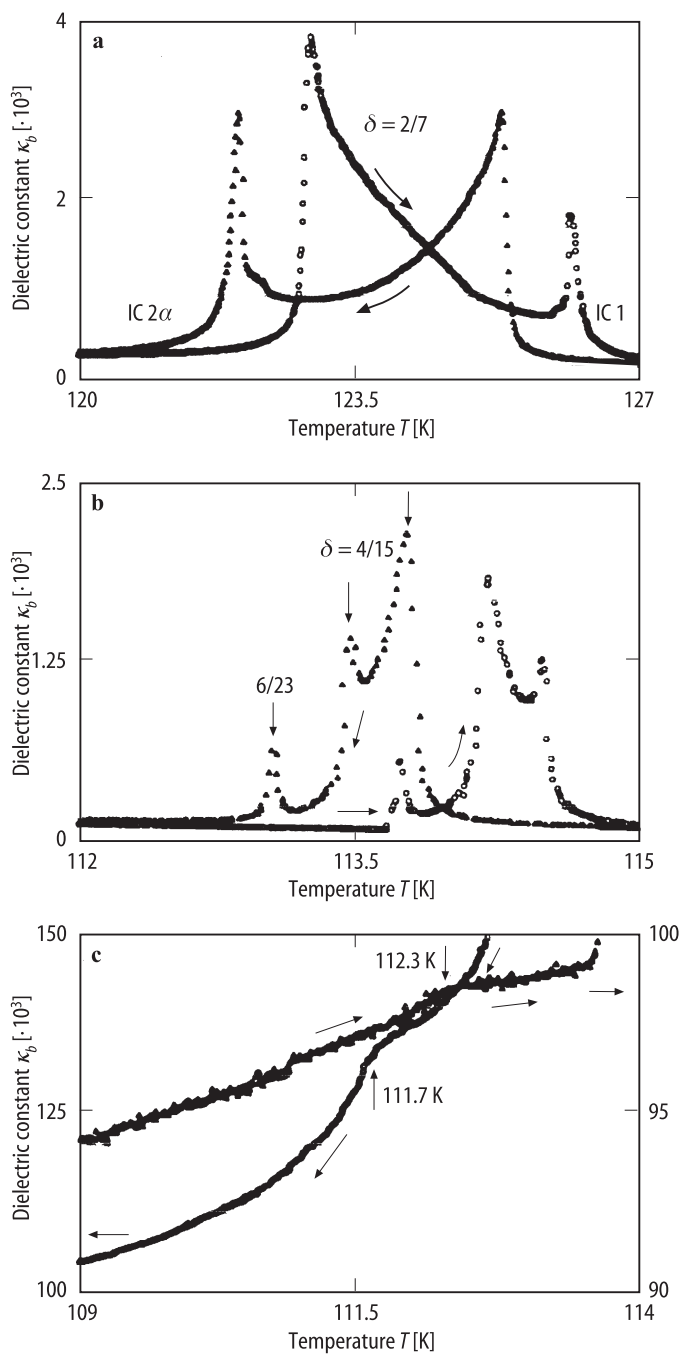 4
a
δ = 2/7
2
IC 2α
IC 1
0
120
123.5
127
Temperature T [K]
Dielectric constant κb [·10³]
2.5
b
δ = 4/15
1.25
6/23
0
112
113.5
115
Temperature T [K]
Dielectric constant κb [·10³]
150
100
c
112.3 K
125
95
111.7 K
100
90
109
111.5
114
Temperature T [K]
Dielectric constant κb [·10³]